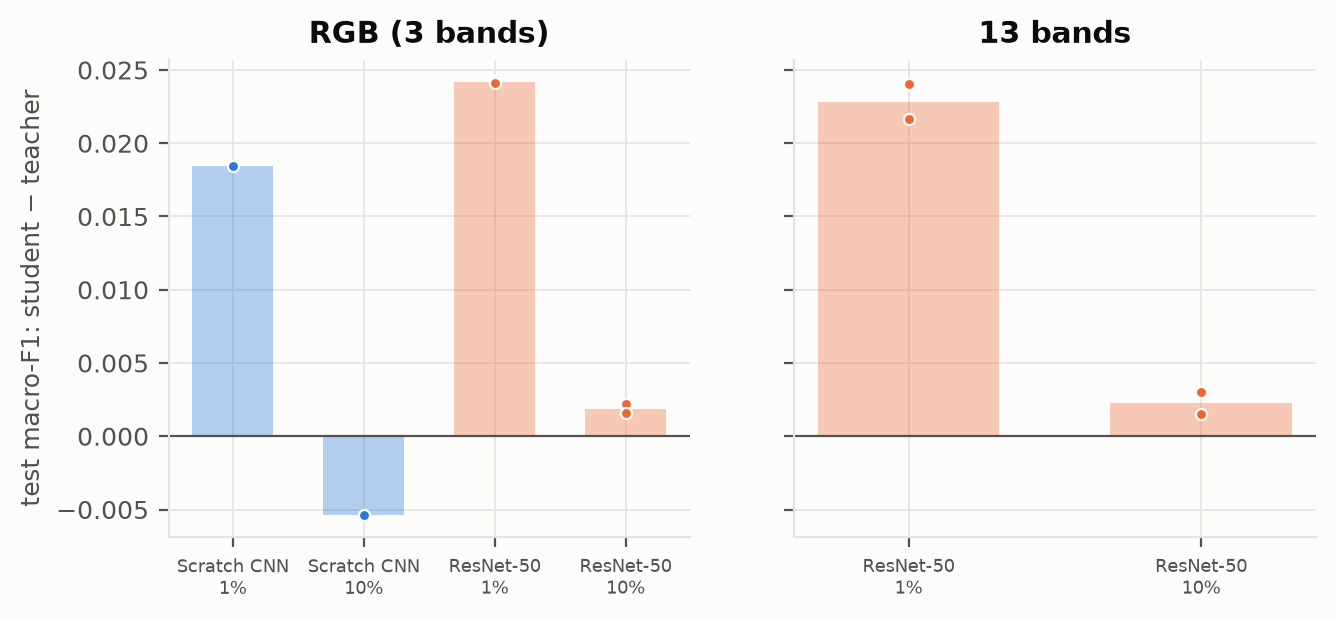 RGB (3 bands)
13 bands
test macro-F1: student − teacher
0.025
0.020
0.015
0.010
0.005
0.000
−0.005
Scratch CNN
1%
Scratch CNN
10%
ResNet-50
1%
ResNet-50
10%
ResNet-50
1%
ResNet-50
10%